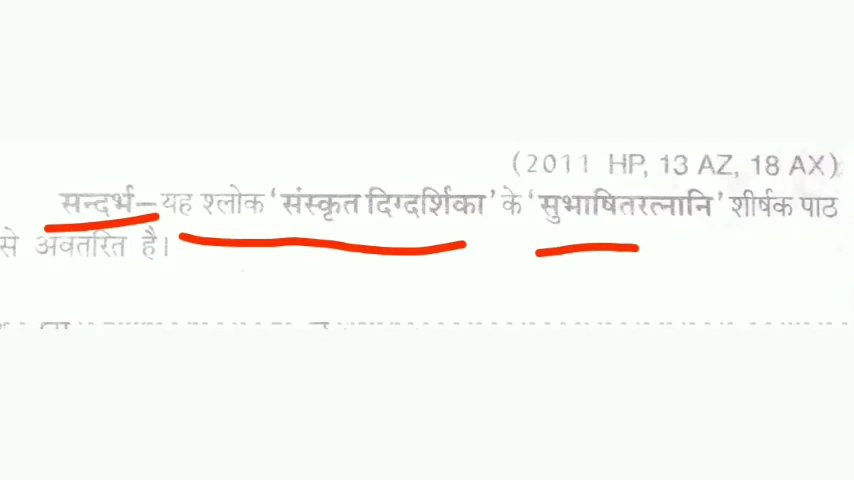 (2011 HP, 13 AZ, 18 AX)
सन्दर्भ—यह श्लोक 'संस्कृत दिग्दर्शिका' के 'सुभाषितरत्नानि' शीर्षक पाठ
से अवतरित है।